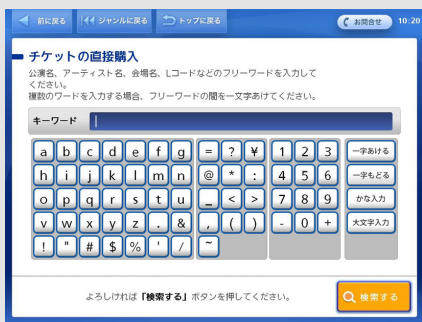 前に戻る ジャンルに戻る トップに戻る お問合せ 10:20
チケットの直接購入
公演名、アーティスト名、会場名、Lコードなどのフリーワードを入力して
ください。
複数のワードを入力する場合、フリーワードの間を一文字あけてください。
キーワード
a b c d e f g = ? ¥ 1 2 3 一字あける
h i j k l m n @ * : 4 5 6 一字もどる
o p q r s t u _ < > 7 8 9 かな入力
v w x y z . & , ( ) - 0 + 大文字入力
! " # $ % ' / ~
よろしければ「検索する」ボタンを押してください。 検索する